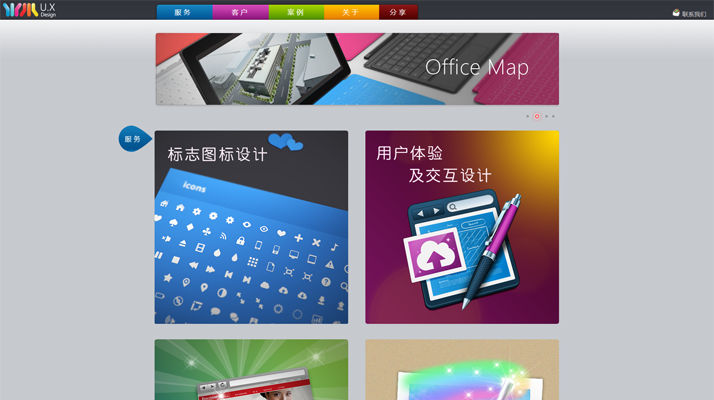 U.X
Design
服务
客户
案例
关于
分享
联系我们
Office Map
服务
标志图标设计
icons
用户体验
及交互设计